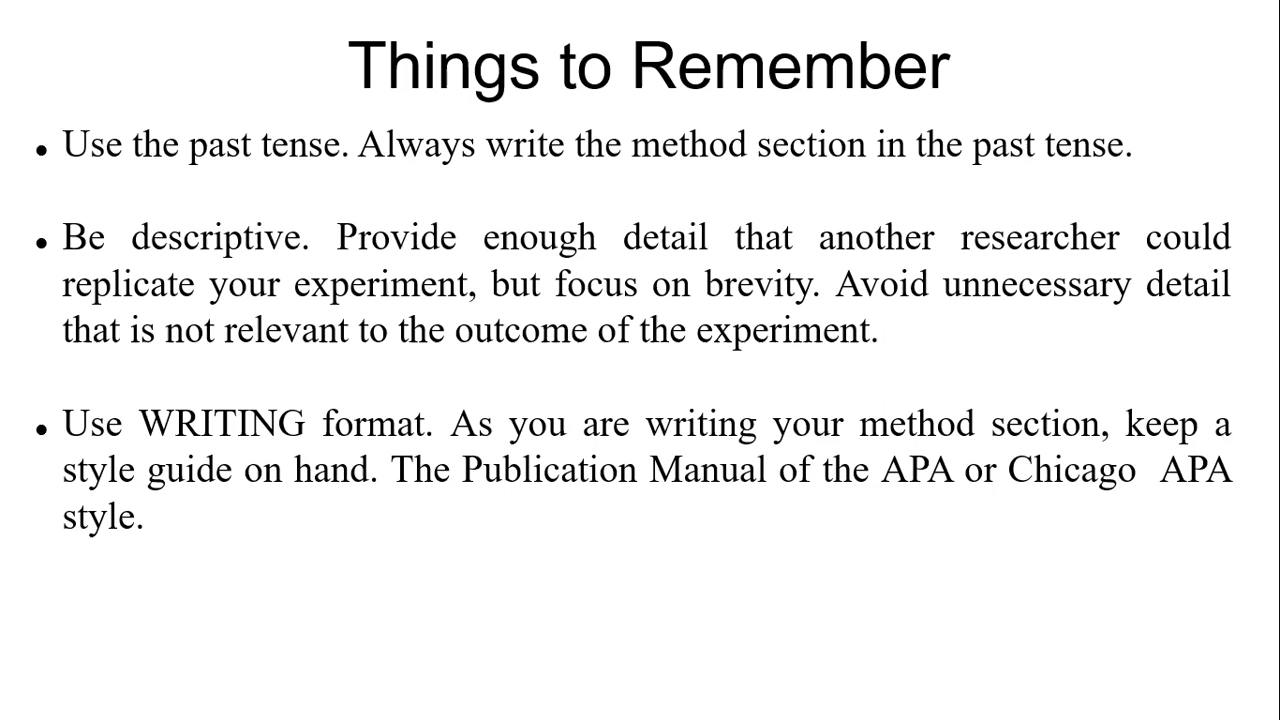 Things to Remember
• Use the past tense. Always write the method section in the past tense.
• Be descriptive. Provide enough detail that another researcher could
replicate your experiment, but focus on brevity. Avoid unnecessary detail
that is not relevant to the outcome of the experiment.
• Use WRITING format. As you are writing your method section, keep a
style guide on hand. The Publication Manual of the APA or Chicago  APA
style.